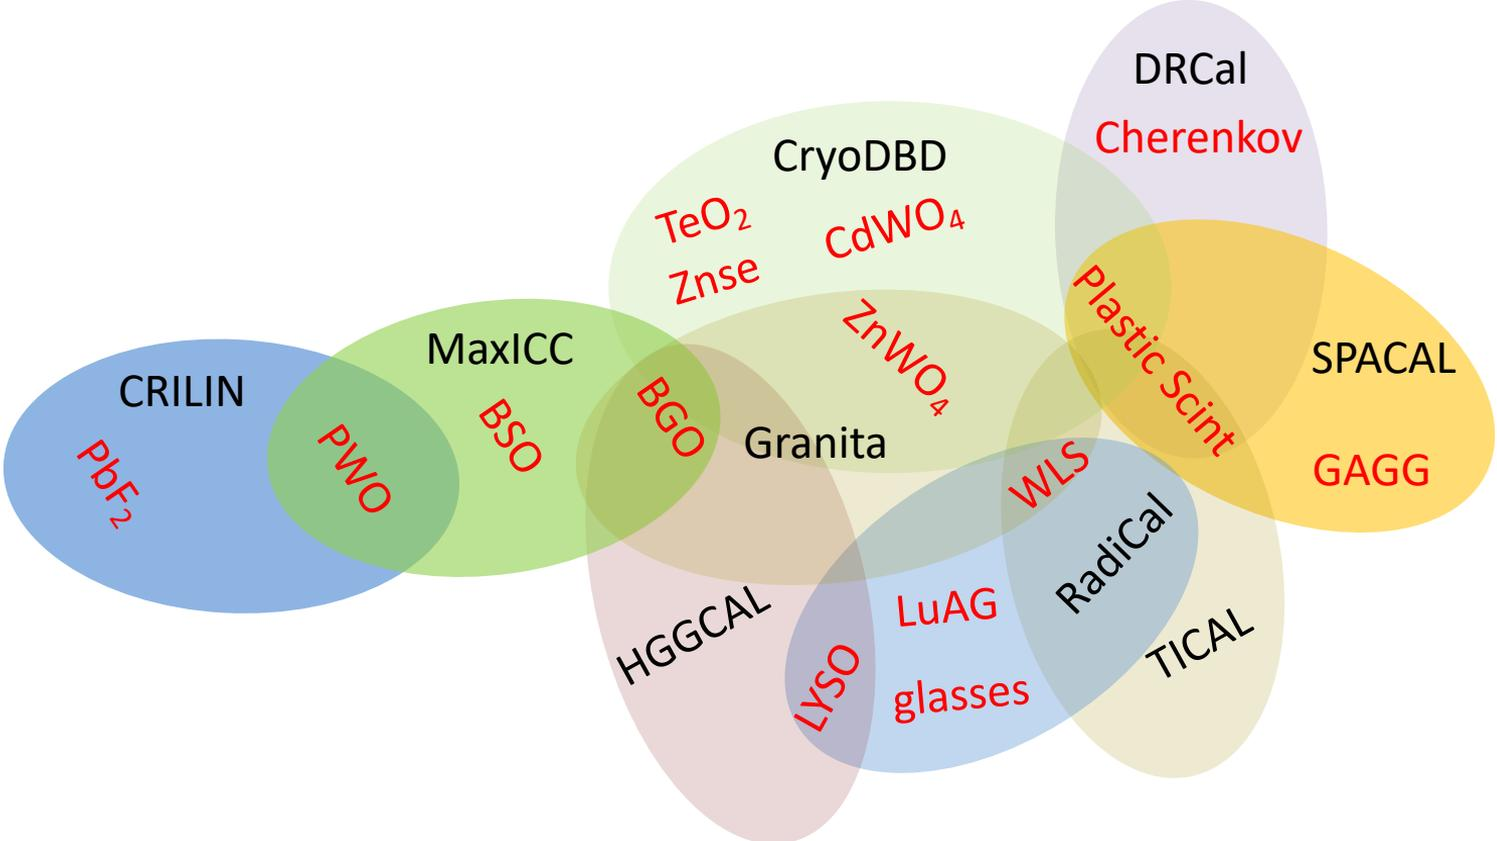 DRCal
Cherenkov
CryoDBD
TeO₂
Znse
CdWO₄
ZnWO₄
Plastic Scint
SPACAL
GAGG
MaxICC
BSO
BGO
CRILIN
PbF₂
PWO
Granita
WLS
RadiCal
HGGCAL
LYSO
LuAG
glasses
TICAL